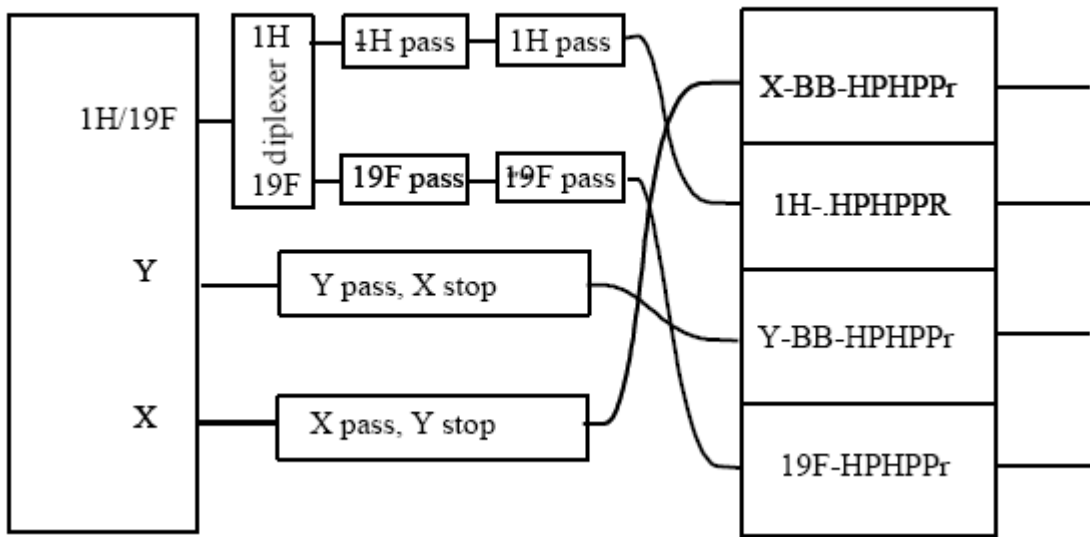 1H/19F
Y
X
1H
diplexer
19F
1H pass
1H pass
19F pass
19F pass
Y pass, X stop
X pass, Y stop
X-BB-HPHPPr
1H-.HPHPPR
Y-BB-HPHPPr
19F-HPHPPr